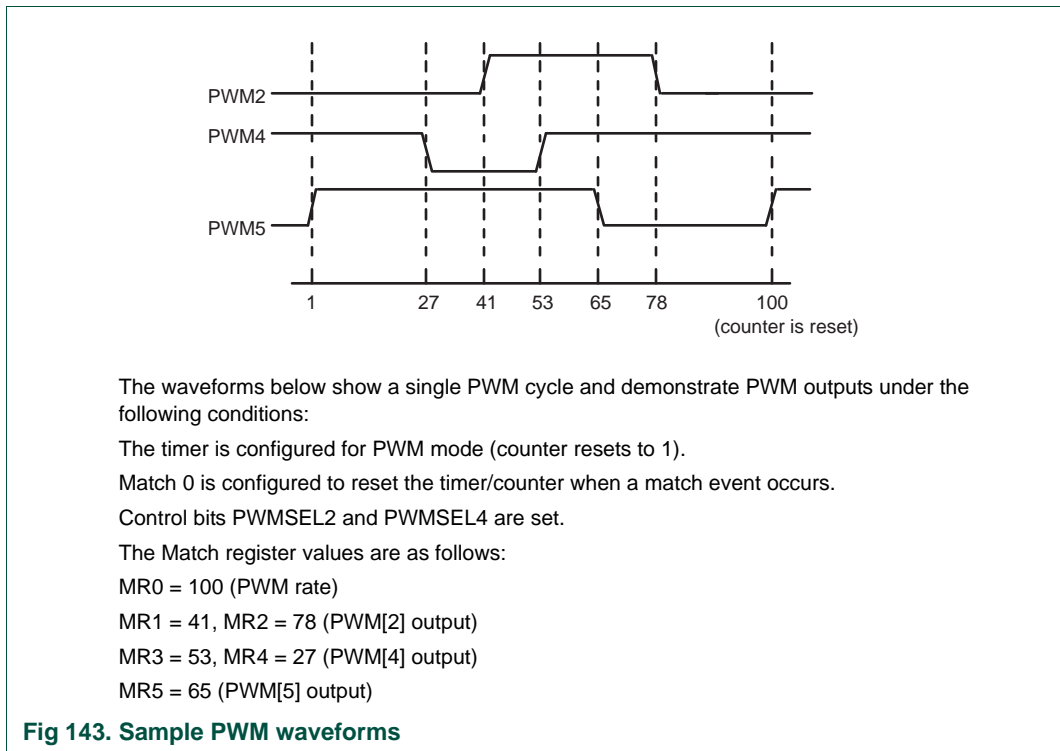 PWM2
PWM4
PWM5
1 27 41 53 65 78 100
(counter is reset)
The waveforms below show a single PWM cycle and demonstrate PWM outputs under the
following conditions:
The timer is configured for PWM mode (counter resets to 1).
Match 0 is configured to reset the timer/counter when a match event occurs.
Control bits PWMSEL2 and PWMSEL4 are set.
The Match register values are as follows:
MR0 = 100 (PWM rate)
MR1 = 41, MR2 = 78 (PWM[2] output)
MR3 = 53, MR4 = 27 (PWM[4] output)
MR5 = 65 (PWM[5] output)
Fig 143. Sample PWM waveforms